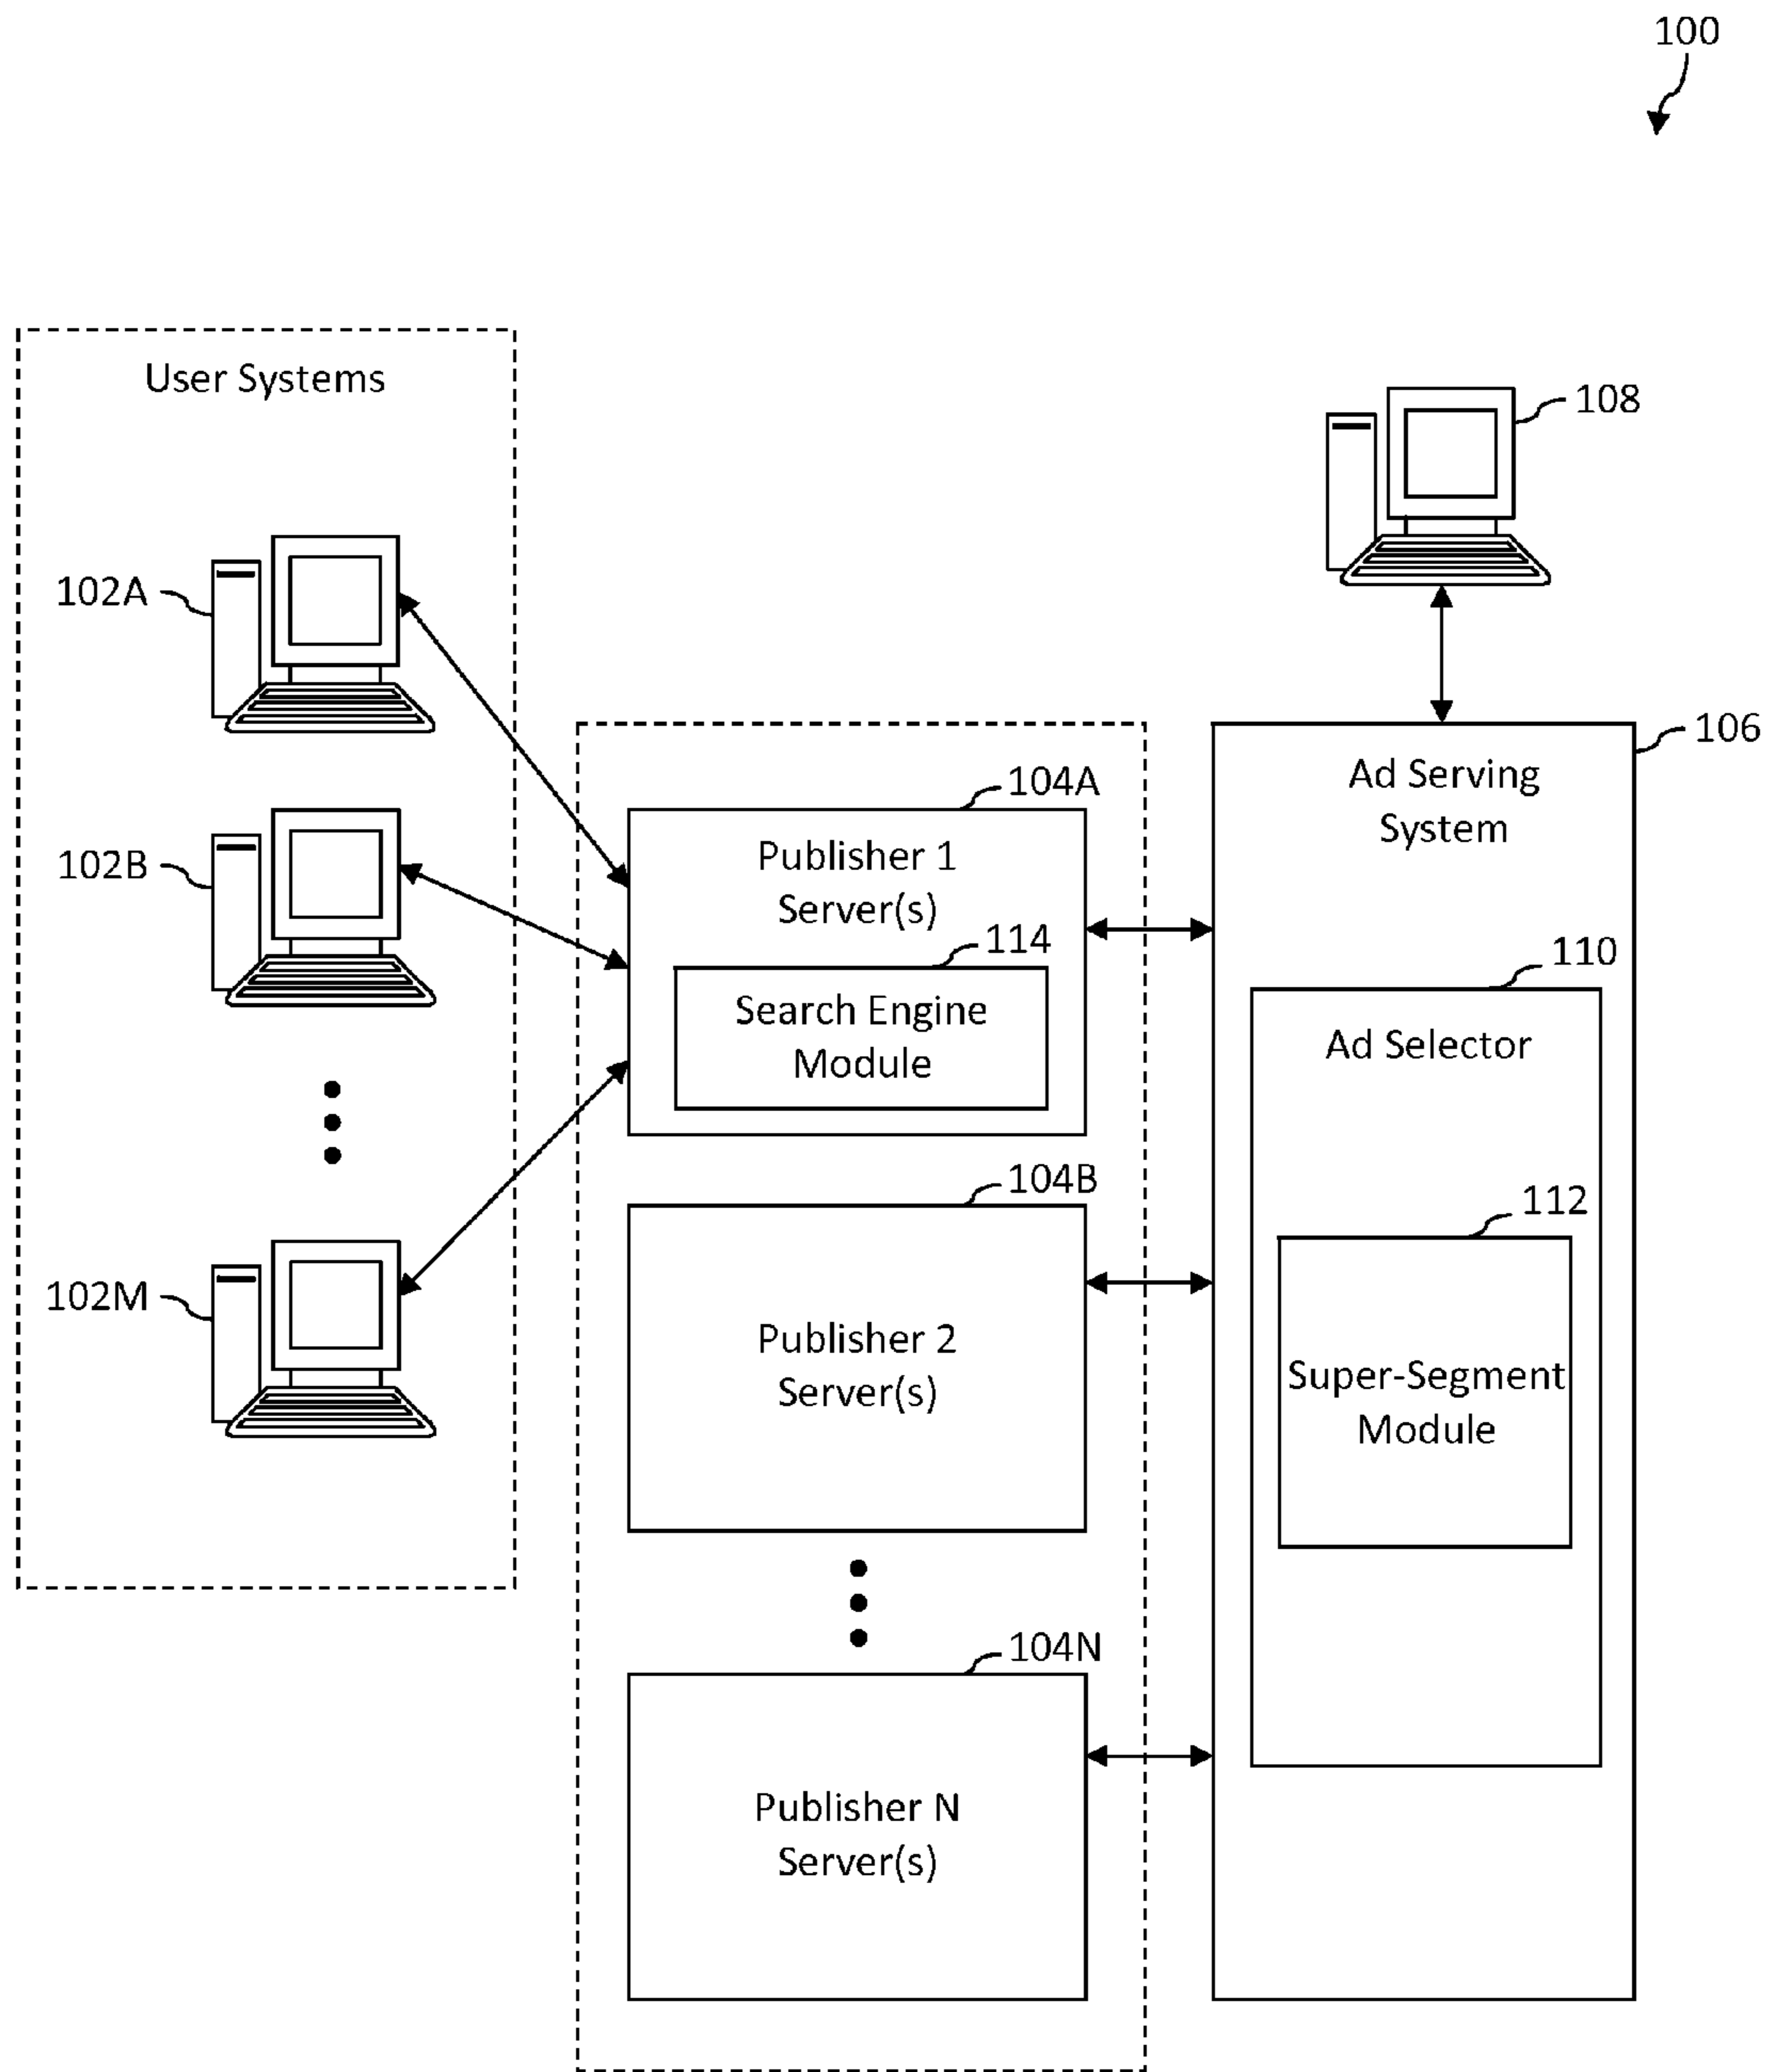 100
User Systems
108
102A
106
Ad Serving
System
104A
Publisher 1
Server(s)
102B
114
110
Search Engine
Module
Ad Selector
104B
112
102M
Publisher 2
Server(s)
Super-Segment
Module
104N
Publisher N
Server(s)